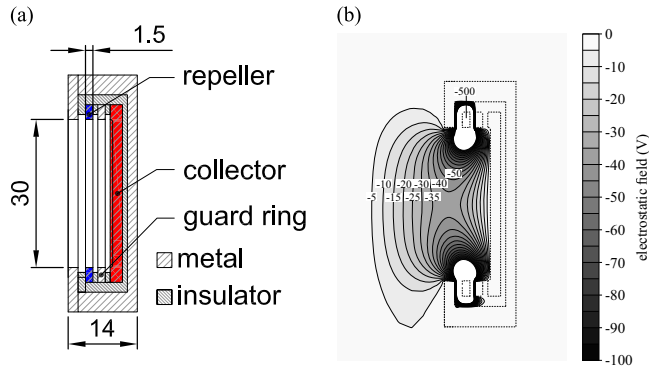 (a)
1.5
repeller
30
collector
guard ring
metal
insulator
14
(b)
-500
-50
-10 -20 -30 -40
-5 -15 -25 -35
0
-10
-20
-30
-40
-50
-60
-70
-80
-90
-100
electrostatic field (V)